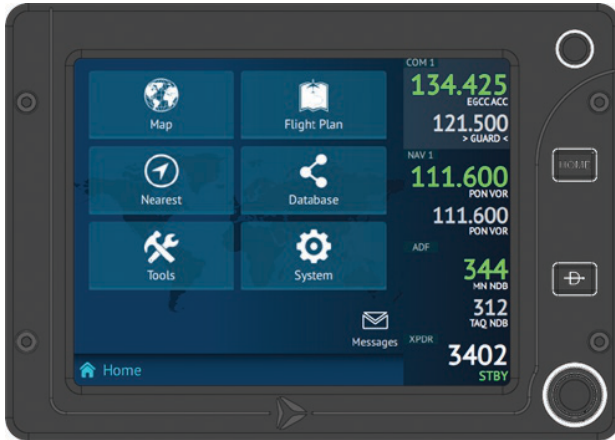 Map
Flight Plan
Nearest
Database
Tools
System
Messages
Home
COM 1
134.425
EGCC ACC
121.500
> GUARD <
NAV 1
111.600
PON VOR
111.600
PON VOR
ADF
344
MN NDB
312
TAQ NDB
XPDR
3402
STBY
HOME
D